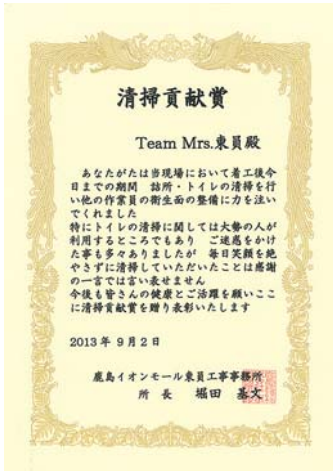 清掃貢献賞
Team Mrs.東員殿
あなたがたは当現場において着工後今
日までの期間　詰所・トイレの清掃を行
い他の作業員の衛生面の整備に力を注い
でくれました
特にトイレの清掃に関しては大勢の人が
利用するところでもあり　ご迷惑をかけ
た事も多々ありましたが　毎日笑顔を絶
やさずに清掃していただいたことは感謝
の一言では言い表せません
今後も皆さんの健康とご活躍を願いここ
に清掃貢献賞を贈り表彰いたします
2013年 9月2日
鹿島イオンモール東員工事事務所
所　長　堀田　基文